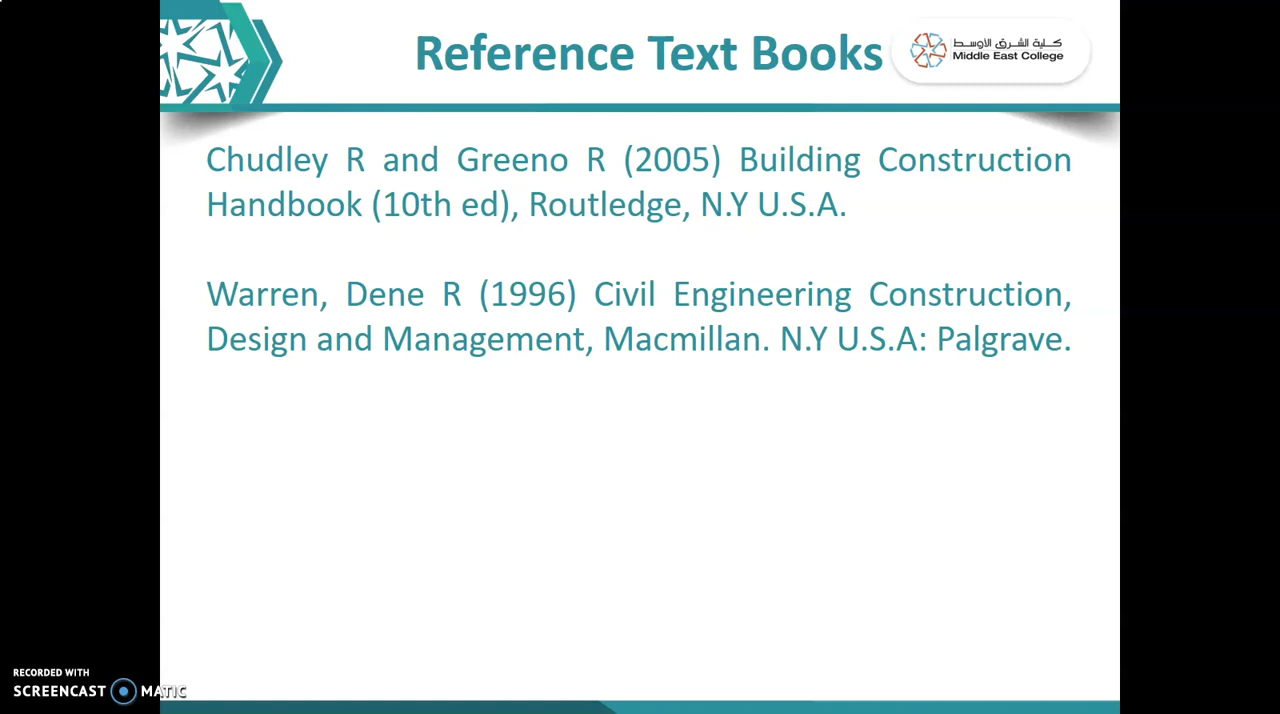 Reference Text Books
كلية الشرق الأوسط
Middle East College
Chudley R and Greeno R (2005) Building Construction
Handbook (10th ed), Routledge, N.Y U.S.A.
Warren, Dene R (1996) Civil Engineering Construction,
Design and Management, Macmillan. N.Y U.S.A: Palgrave.
RECORDED WITH
SCREENCAST MATIC